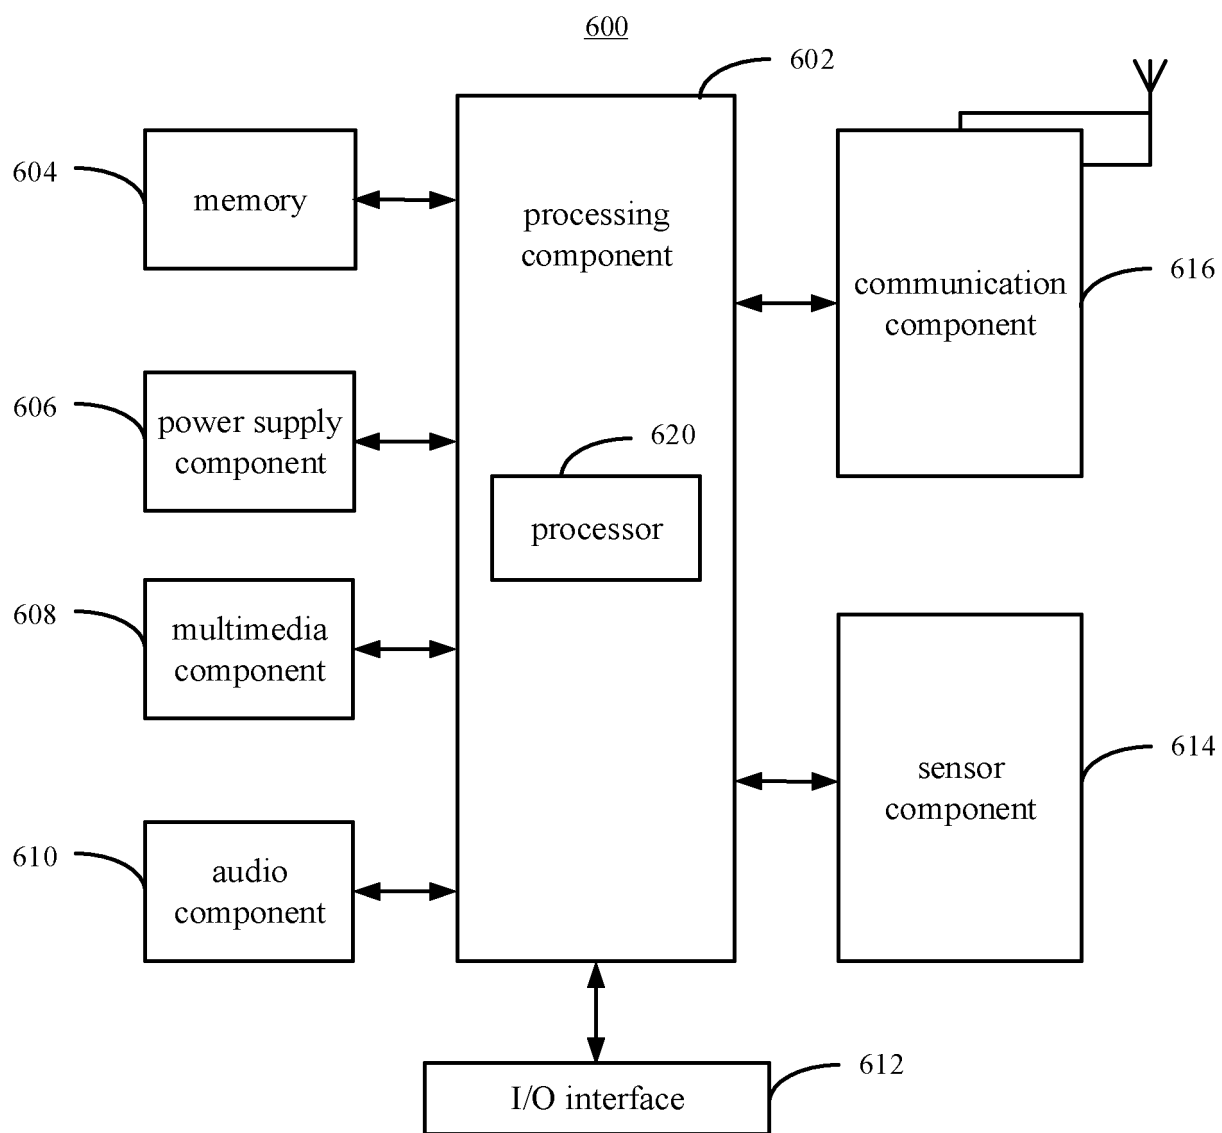 600
602
604
memory
processing
component
communication
component
616
606
power supply
component
620
processor
608
multimedia
component
sensor
component
614
610
audio
component
612
I/O interface